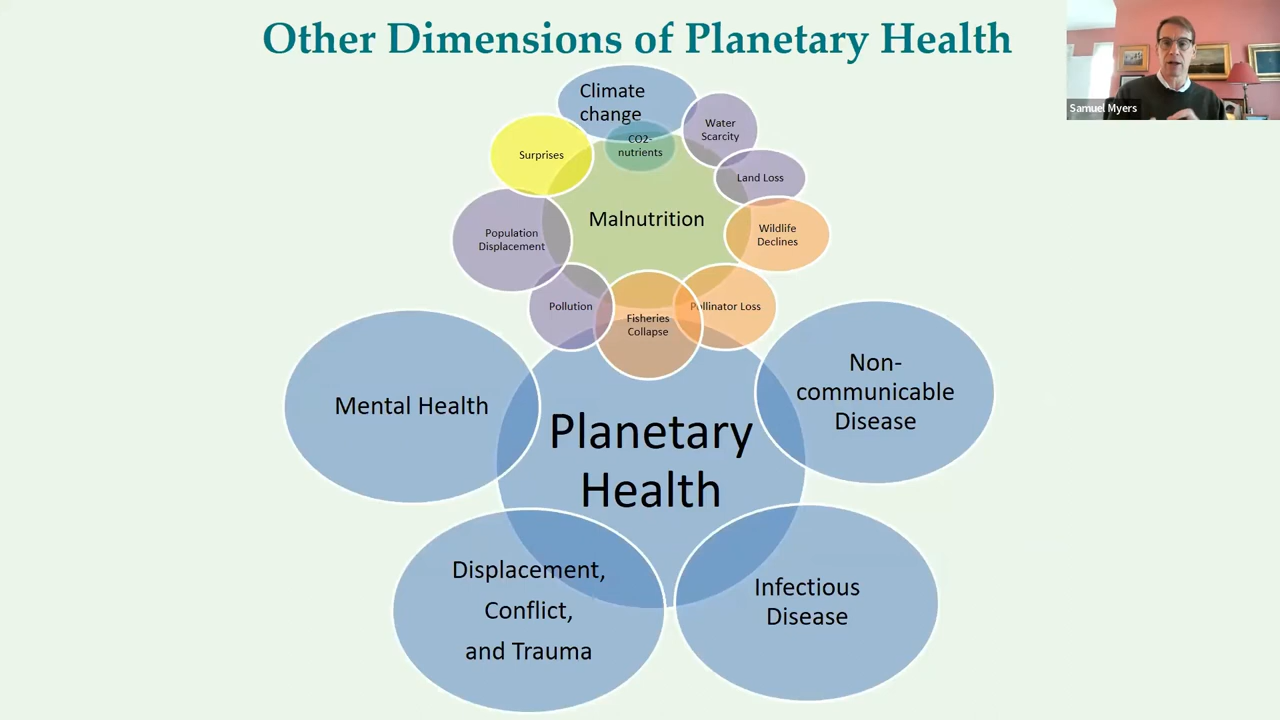 Other Dimensions of Planetary Health
Samuel Myers
Climate
change
CO2-
nutrients
Water
Scarcity
Surprises
Land Loss
Malnutrition
Population
Displacement
Wildlife
Declines
Pollution
Fisheries
Collapse
Pollinator Loss
Mental Health
Non-
communicable
Disease
Planetary
Health
Displacement,
Conflict,
and Trauma
Infectious
Disease